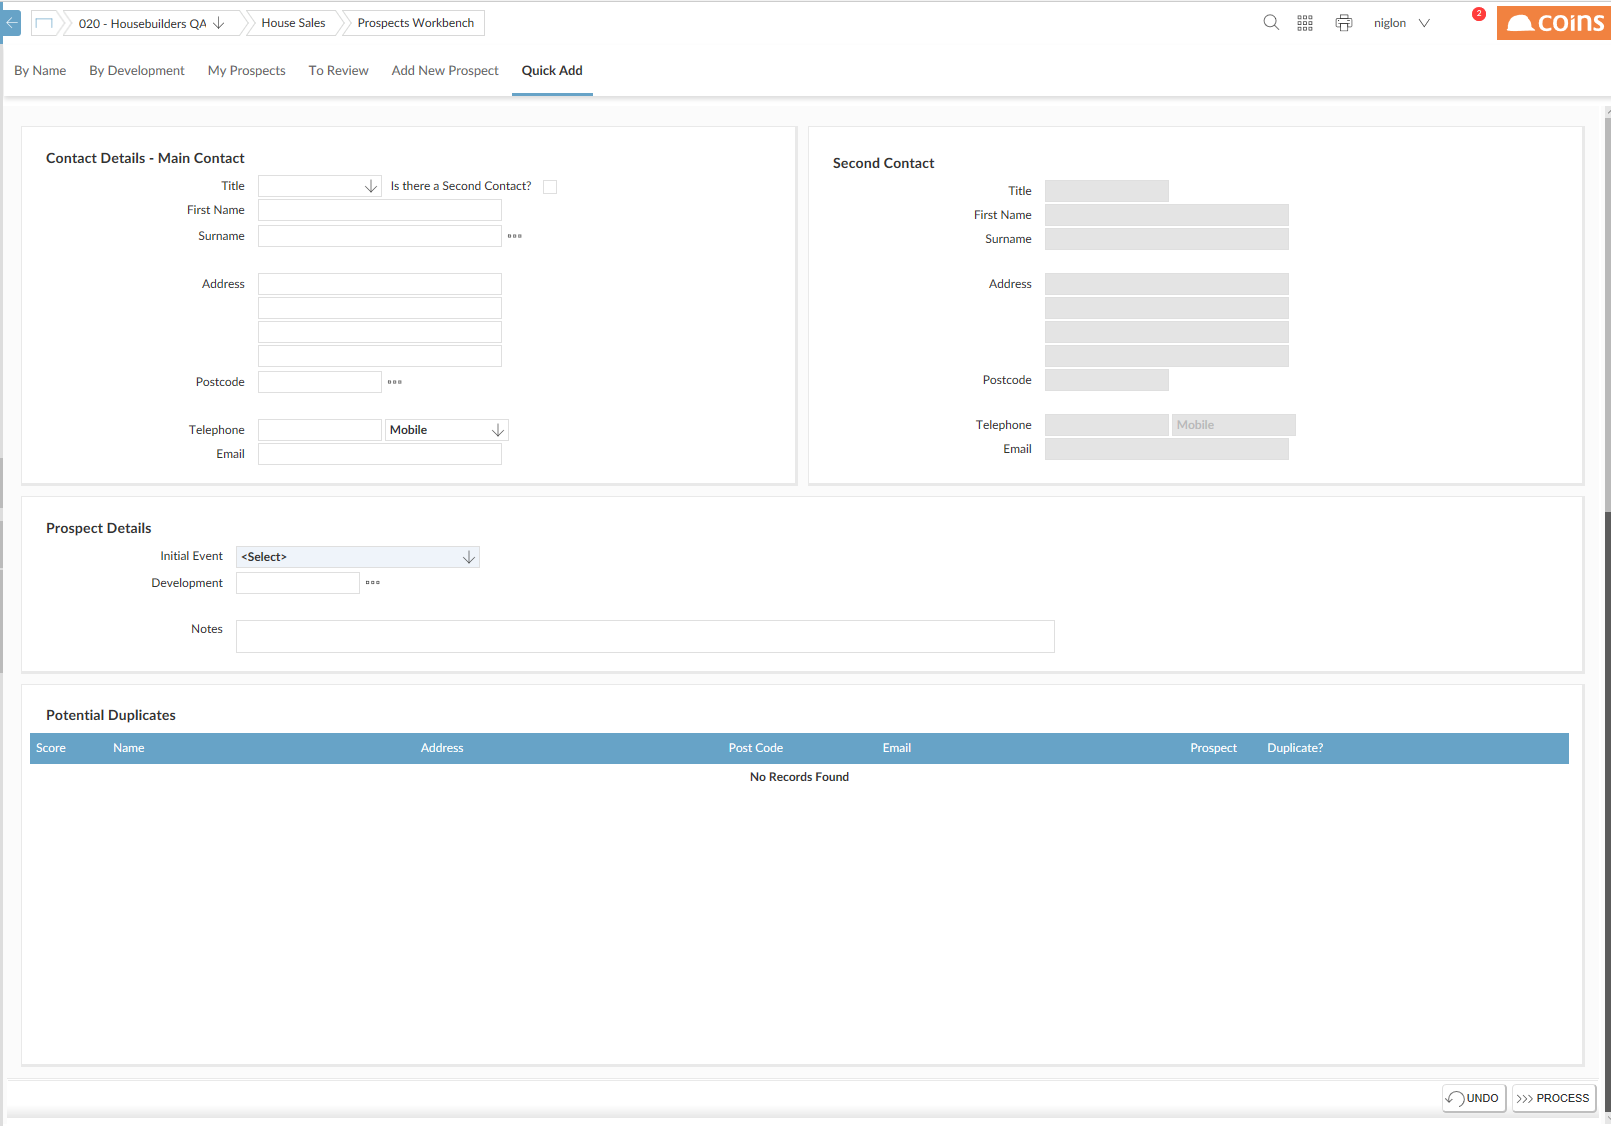 020 - Housebuilders QA
House Sales
Prospects Workbench
niglon
2
coins
By Name
By Development
My Prospects
To Review
Add New Prospect
Quick Add
Contact Details - Main Contact
Title
Is there a Second Contact?
First Name
Surname
Address
Postcode
Telephone
Mobile
Email
Second Contact
Title
First Name
Surname
Address
Postcode
Telephone
Mobile
Email
Prospect Details
Initial Event
<Select>
Development
Notes
Potential Duplicates
Score
Name
Address
Post Code
Email
Prospect
Duplicate?
No Records Found
UNDO
PROCESS